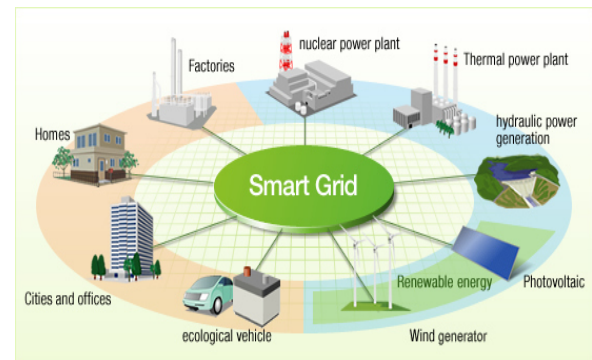 nuclear power plant
Factories
Thermal power plant
hydraulic power
generation
Homes
Smart Grid
Renewable energy
Photovoltaic
Cities and offices
ecological vehicle
Wind generator